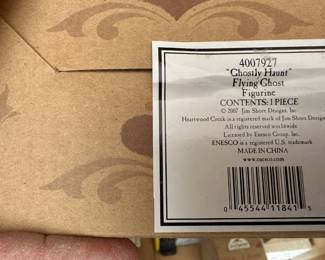 4007927
"Ghostly Haunt"
Flying Ghost
Figurine
CONTENTS: 1 PIECE
© 2007 Jim Shore Designs, Inc
Heartwood Creek is a registered mark of Jim Shore Designs
All rights reserved worldwide
Licensed by Enesco Group, Inc.
ENESCO is a registered U.S. trademark
MADE IN CHINA
www.enesco.com
0 45544 11841 5